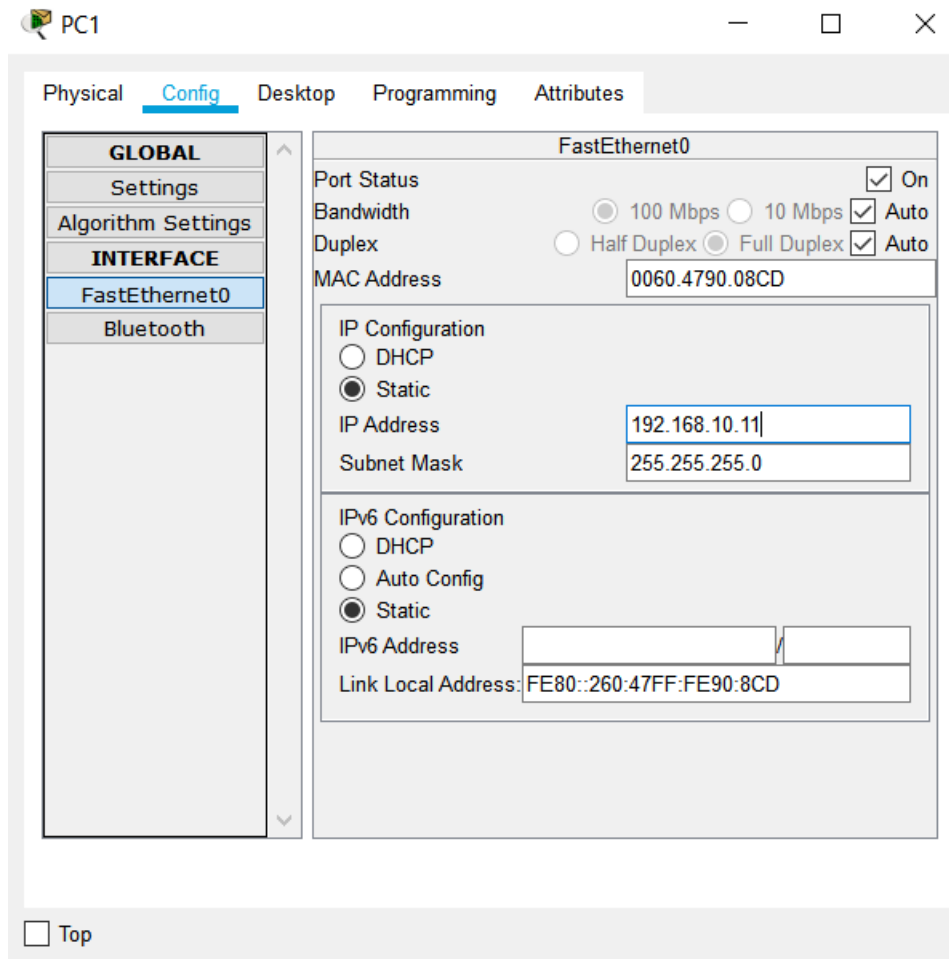 PC1
Physical Config Desktop Programming Attributes
GLOBAL
Settings
Algorithm Settings
INTERFACE
FastEthernet0
Bluetooth
FastEthernet0
Port Status On
Bandwidth 100 Mbps 10 Mbps Auto
Duplex Half Duplex Full Duplex Auto
MAC Address 0060.4790.08CD
IP Configuration
DHCP
Static
IP Address 192.168.10.11
Subnet Mask 255.255.255.0
IPv6 Configuration
DHCP
Auto Config
Static
IPv6 Address /
Link Local Address: FE80::260:47FF:FE90:8CD
Top